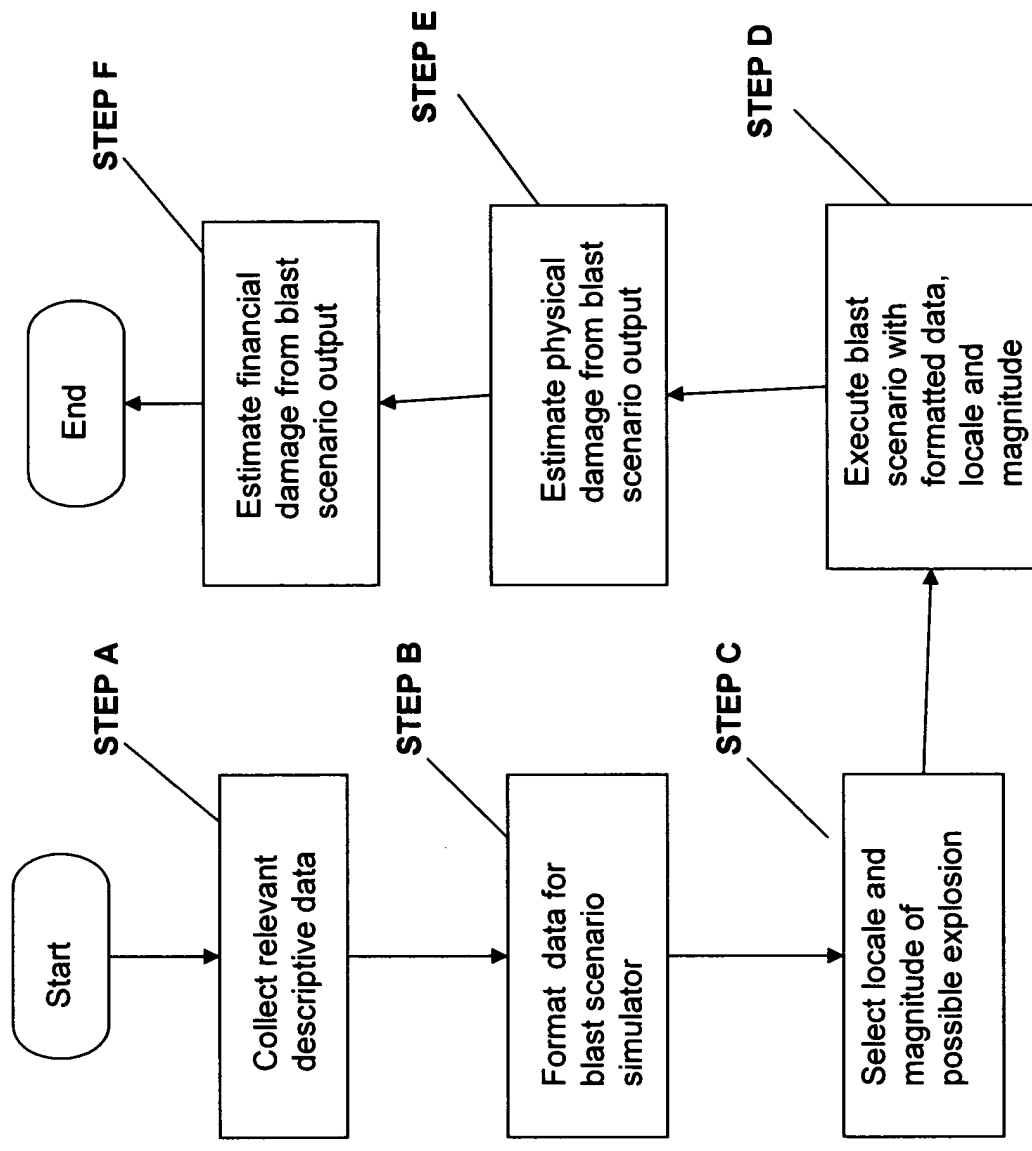 Start
STEP A
Collect relevant
descriptive data
STEP B
Format data for
blast scenario
simulator
STEP C
Select locale and
magnitude of
possible explosion
STEP D
Execute blast
scenario with
formatted data,
locale and
magnitude
STEP E
Estimate physical
damage from blast
scenario output
STEP F
Estimate financial
damage from blast
scenario output
End